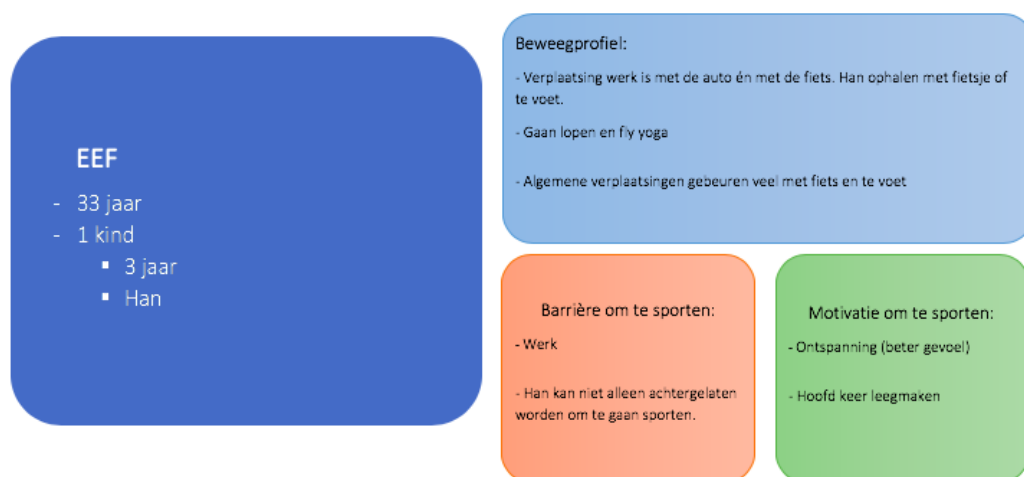 EEF
- 33 jaar
- 1 kind
▪ 3 jaar
▪ Han
Beweegprofiel:
- Verplaatsing werk is met de auto én met de fiets. Han ophalen met fietsje of
te voet.
- Gaan lopen en fly yoga
- Algemene verplaatsingen gebeuren veel met fiets en te voet
Barrière om te sporten:
- Werk
- Han kan niet alleen achtergelaten
worden om te gaan sporten.
Motivatie om te sporten:
- Ontspanning (beter gevoel)
- Hoofd keer leegmaken